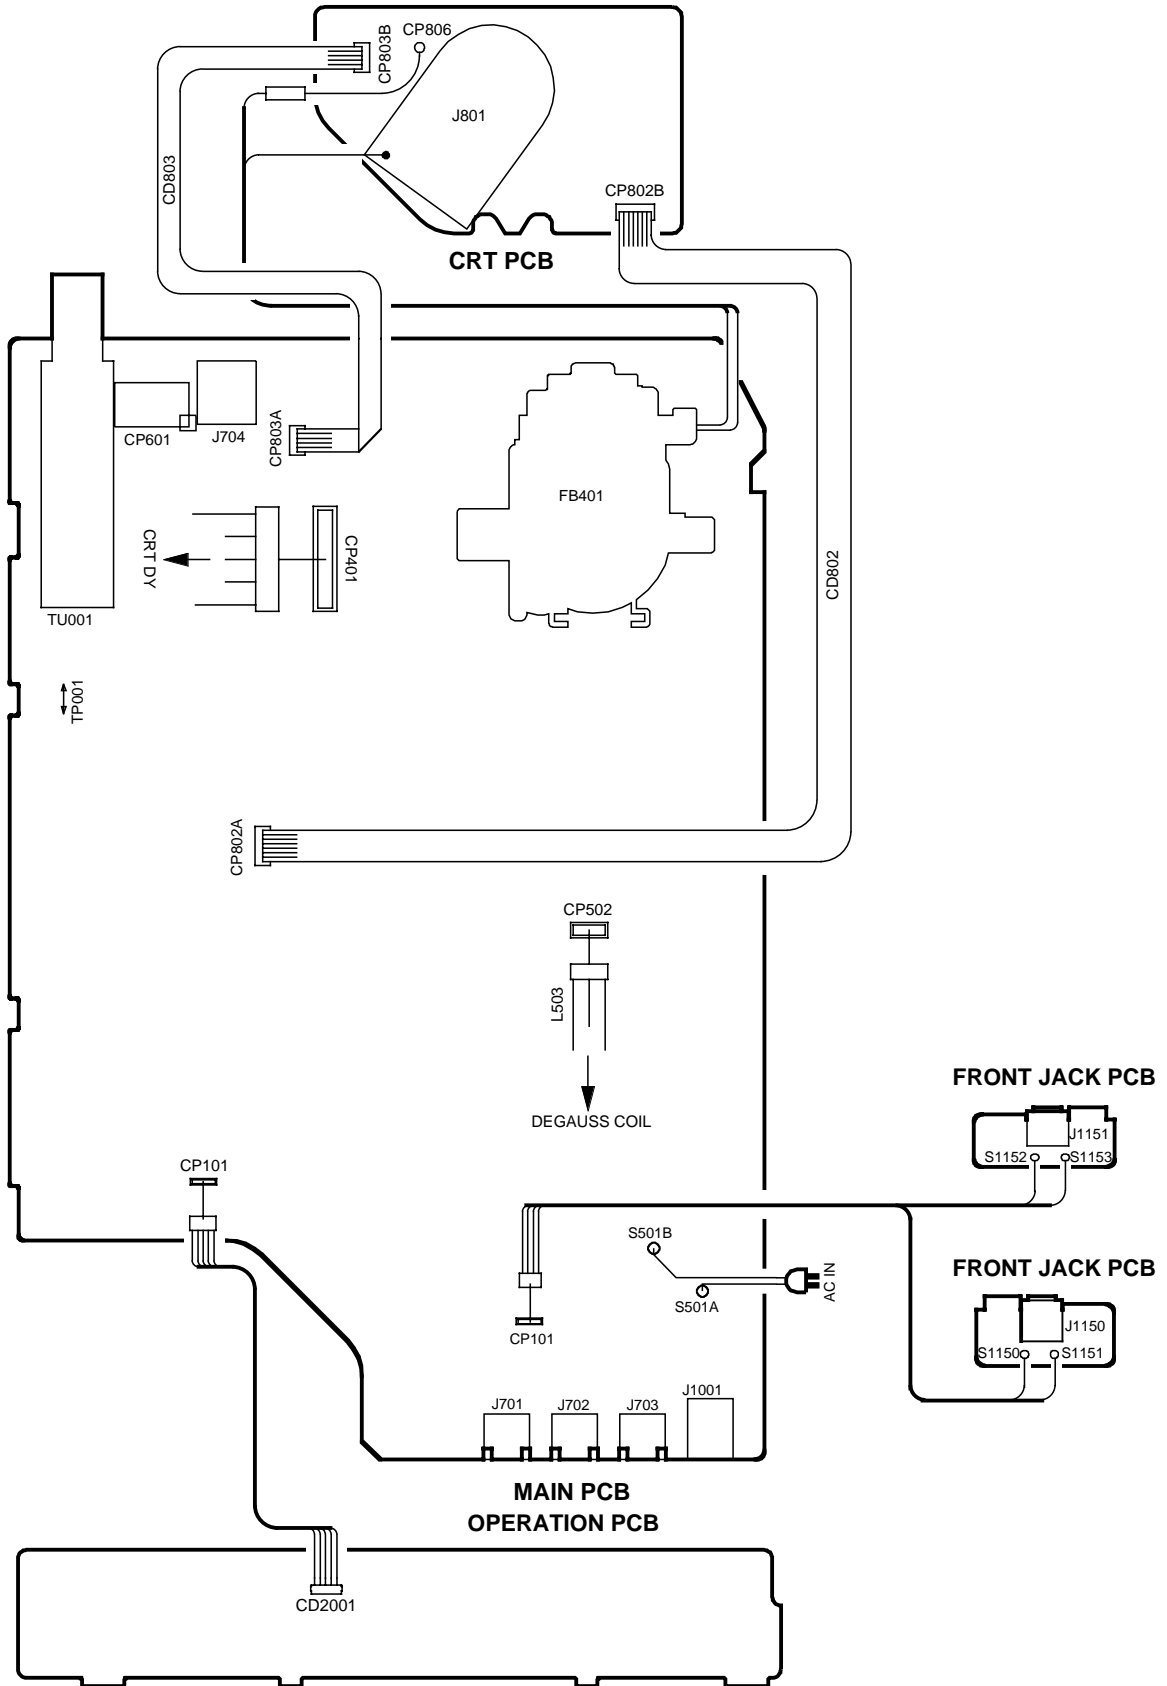 CP803B
CP806
J801
CD803
CP802B
CRT PCB
CP601
J704
CP803A
FB401
CRT DY
CP401
CD802
TU001
TP001
CP802A
CP502
L503
DEGAUSS COIL
FRONT JACK PCB
J1151
S1152
S1153
CP101
S501B
AC IN
S501A
CP101
FRONT JACK PCB
J1150
S1150
S1151
J701
J702
J703
J1001
MAIN PCB
OPERATION PCB
CD2001